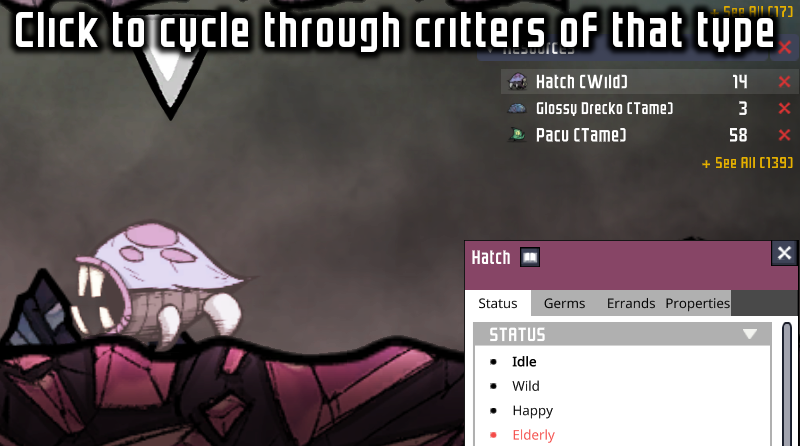 + See All (17)
Click to cycle through critters of that type
Resources
Hatch (Wild) 14
Glossy Drecko (Tame) 3
Pacu (Tame) 58
+ See All (139)
Hatch
Status Germs Errands Properties
STATUS
Idle
Wild
Happy
Elderly